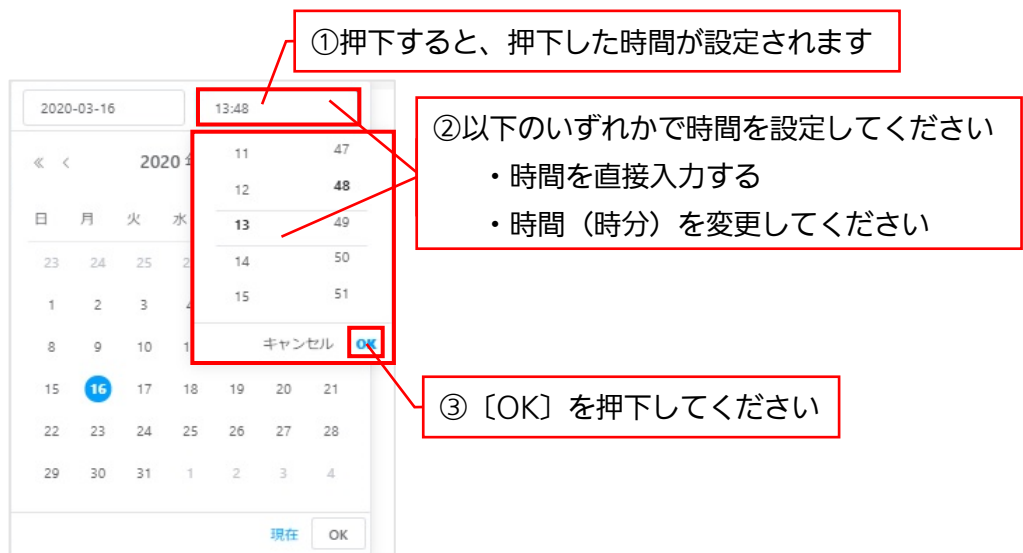 ①押下すると、押下した時間が設定されます
2020-03-16 13:48
②以下のいずれかで時間を設定してください
・時間を直接入力する
・時間（時分）を変更してください
« < 2020
11 47
12 48
13 49
14 50
15 51
キャンセル OK
日 月 火 水
23 24 25
1 2 3
8 9 10
15 16 17 18 19 20 21
22 23 24 25 26 27 28
29 30 31 1 2 3 4
③〔OK〕を押下してください
現在 OK